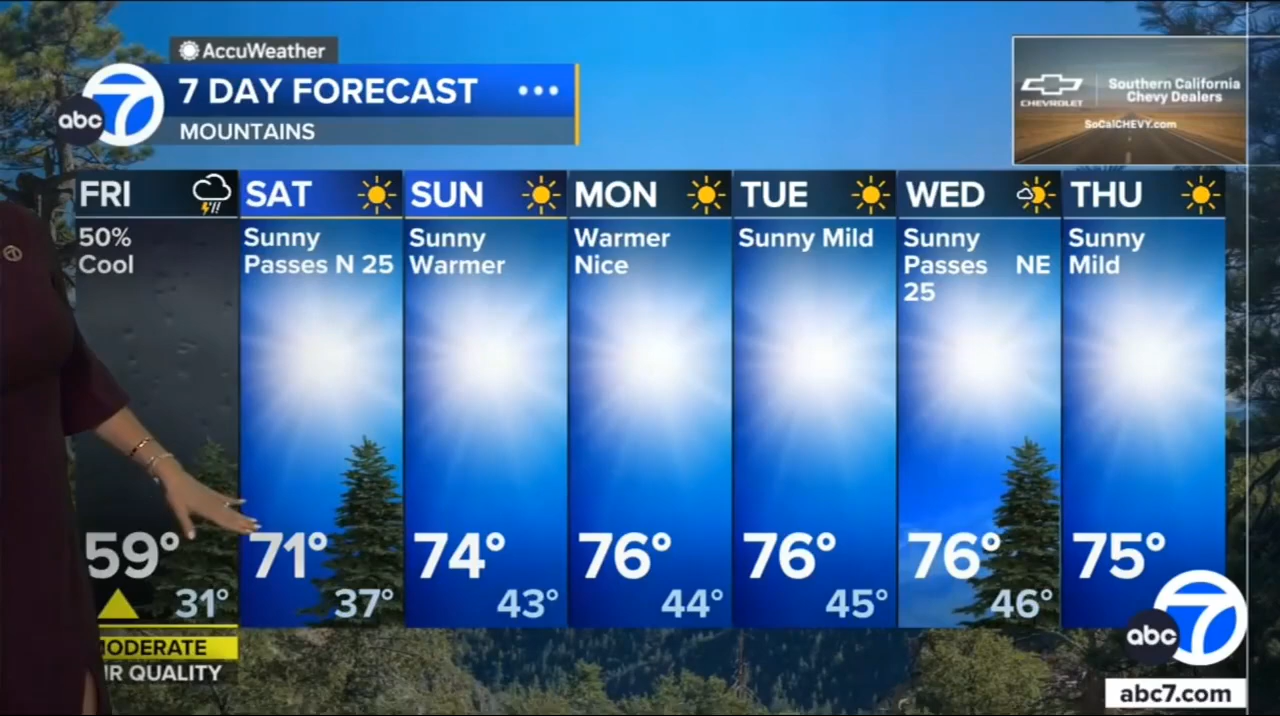 AccuWeather
abc 7
7 DAY FORECAST
MOUNTAINS
CHEVROLET
Southern California
Chevy Dealers
SoCalCHEVY.com
FRI
50%
Cool
59°
31°
ODERATE
IR QUALITY
SAT
Sunny
Passes N 25
71°
37°
SUN
Sunny
Warmer
74°
43°
MON
Warmer
Nice
76°
44°
TUE
Sunny Mild
76°
45°
WED
Sunny
Passes NE
25
76°
46°
THU
Sunny
Mild
75°
abc 7
abc7.com